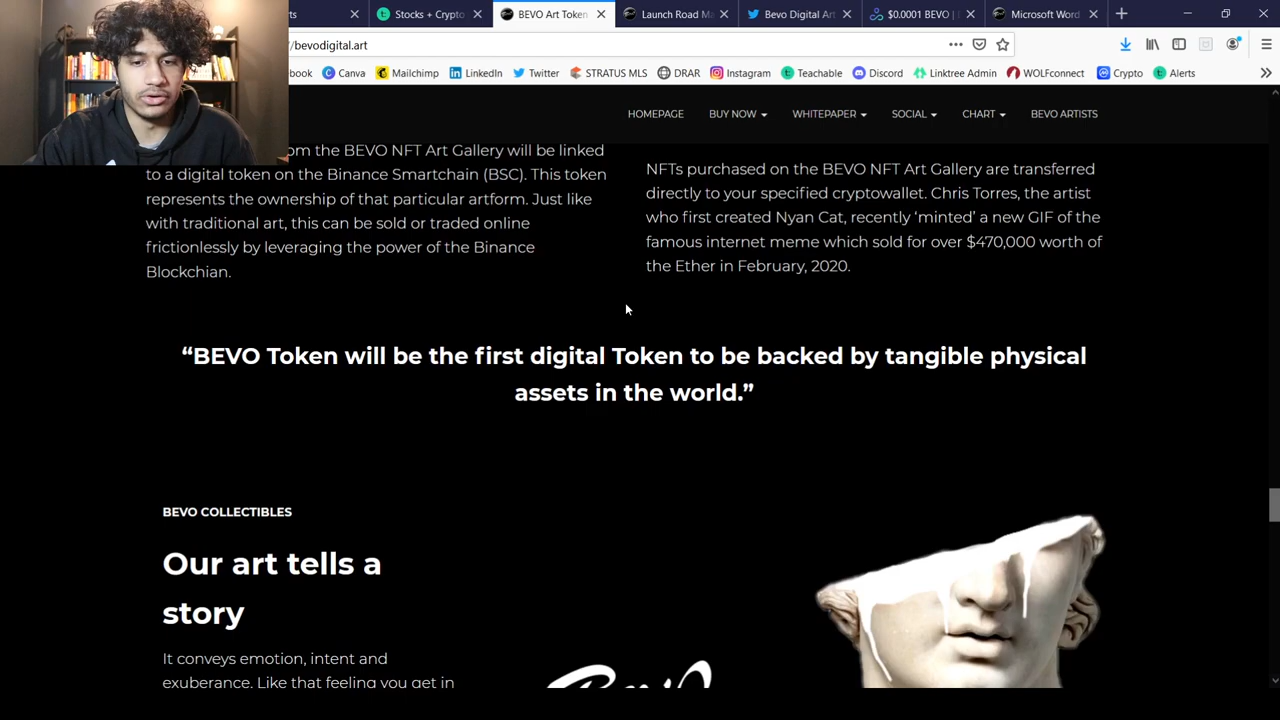 Stocks + Crypto
BEVO Art Token
Launch Road Ma
Bevo Digital Art
$0.0001 BEVO |
Microsoft Word
//bevodigital.art
Canva
Mailchimp
LinkedIn
Twitter
STRATUS MLS
DRAR
Instagram
Teachable
Discord
Linktree Admin
WOLFconnect
Crypto
Alerts
HOMEPAGE
BUY NOW
WHITEPAPER
SOCIAL
CHART
BEVO ARTISTS
om the BEVO NFT Art Gallery will be linked
to a digital token on the Binance Smartchain (BSC). This token
represents the ownership of that particular artform. Just like
with traditional art, this can be sold or traded online
frictionlessly by leveraging the power of the Binance
Blockchian.
NFTs purchased on the BEVO NFT Art Gallery are transferred
directly to your specified cryptowallet. Chris Torres, the artist
who first created Nyan Cat, recently ‘minted’ a new GIF of the
famous internet meme which sold for over $470,000 worth of
the Ether in February, 2020.
“BEVO Token will be the first digital Token to be backed by tangible physical
assets in the world.”
BEVO COLLECTIBLES
Our art tells a
story
It conveys emotion, intent and
exuberance. Like that feeling you get in